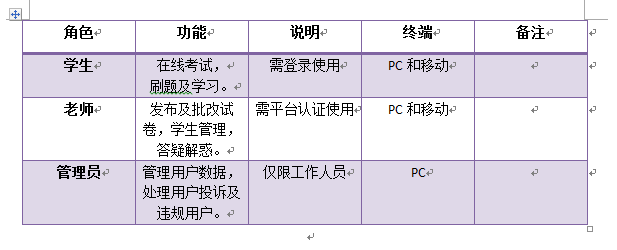 角色 功能 说明 终端 备注
学生 在线考试， 需登录使用 PC 和移动
刷题及学习。
老师 发布及批改试 需平台认证使用 PC 和移动
卷，学生管理，
答疑解惑。
管理员 管理用户数据， 仅限工作人员 PC
处理用户投诉及
违规用户。